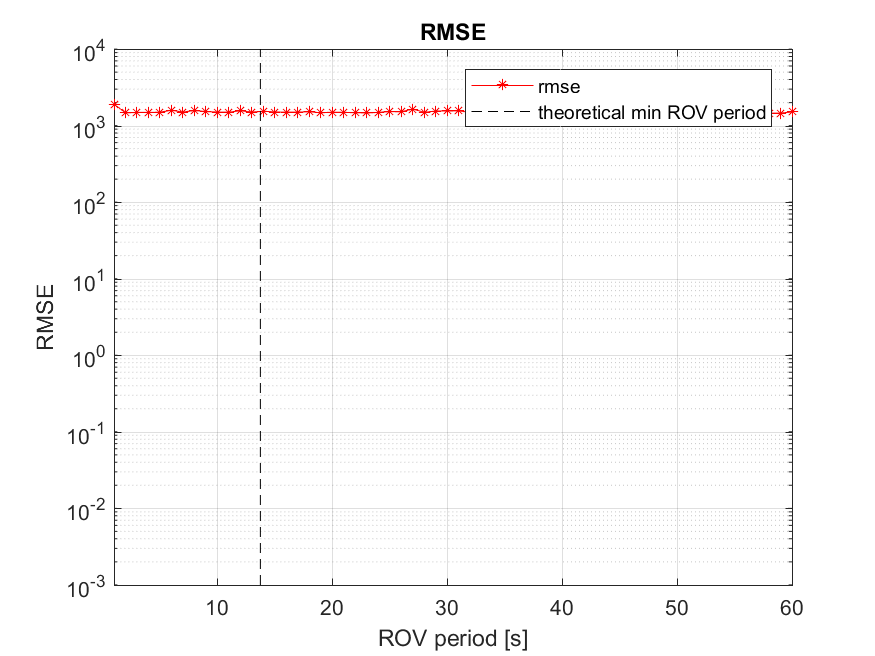 RMSE
rmse
theoretical min ROV period
RMSE
10^4
10^3
10^2
10^1
10^0
10^-1
10^-2
10^-3
10 20 30 40 50 60
ROV period [s]